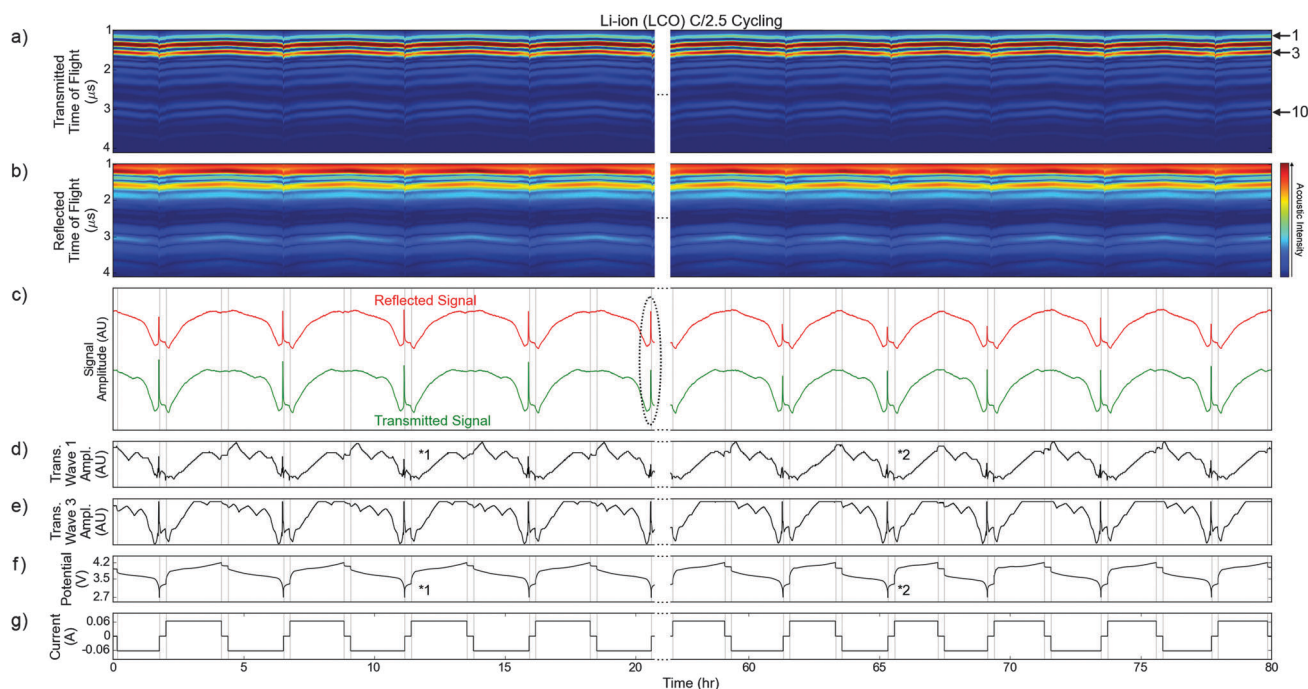 Li-ion (LCO) C/2.5 Cycling
a)
Transmitted
Time of Flight
(μs)
1
2
3
4
...
1
3
10
b)
Reflected
Time of Flight
(μs)
1
2
3
4
...
Acoustic Intensity
c)
Signal
Amplitude (AU)
Reflected Signal
Transmitted Signal
d)
Trans.
Wave 1
Ampl.
(AU)
*1
*2
e)
Trans.
Wave 3
Ampl.
(AU)
f)
Potential
(V)
4.2
3.5
2.7
*1
*2
g)
Current
(A)
0.06
0
-0.06
0 5 10 15 20 60 65 70 75 80
Time (hr)